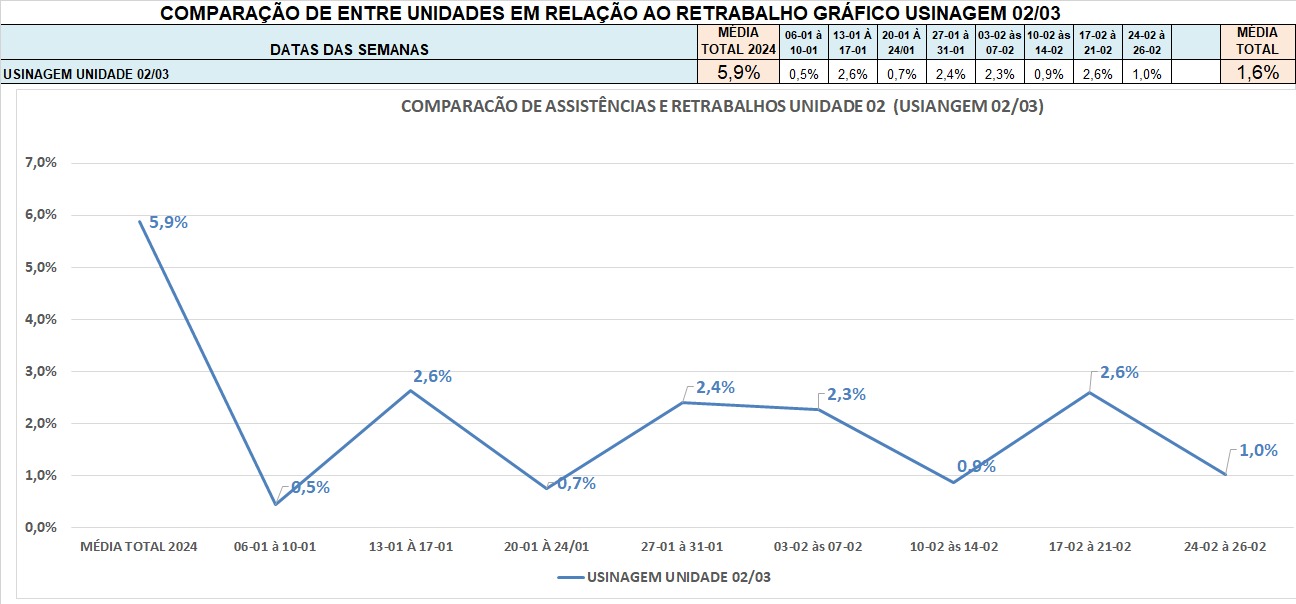 COMPARAÇÃO DE ENTRE UNIDADES EM RELAÇÃO AO RETRABALHO GRÁFICO USINAGEM 02/03
DATAS DAS SEMANAS
MÉDIA
TOTAL 2024
06-01 à
10-01
13-01 À
17-01
20-01 À
24/01
27-01 à
31-01
03-02 às
07-02
10-02 às
14-02
17-02 à
21-02
24-02 à
26-02
MÉDIA
TOTAL
USINAGEM UNIDADE 02/03
5,9%
0,5%
2,6%
0,7%
2,4%
2,3%
0,9%
2,6%
1,0%
1,6%
COMPARACÃO DE ASSISTÊNCIAS E RETRABALHOS UNIDADE 02 (USIANGEM 02/03)
7,0%
6,0%
5,0%
4,0%
3,0%
2,0%
1,0%
0,0%
5,9%
0,5%
2,6%
0,7%
2,4%
2,3%
0,9%
2,6%
1,0%
MÉDIA TOTAL 2024
06-01 à 10-01
13-01 À 17-01
20-01 À 24/01
27-01 à 31-01
03-02 às 07-02
10-02 às 14-02
17-02 à 21-02
24-02 à 26-02
USINAGEM UNIDADE 02/03